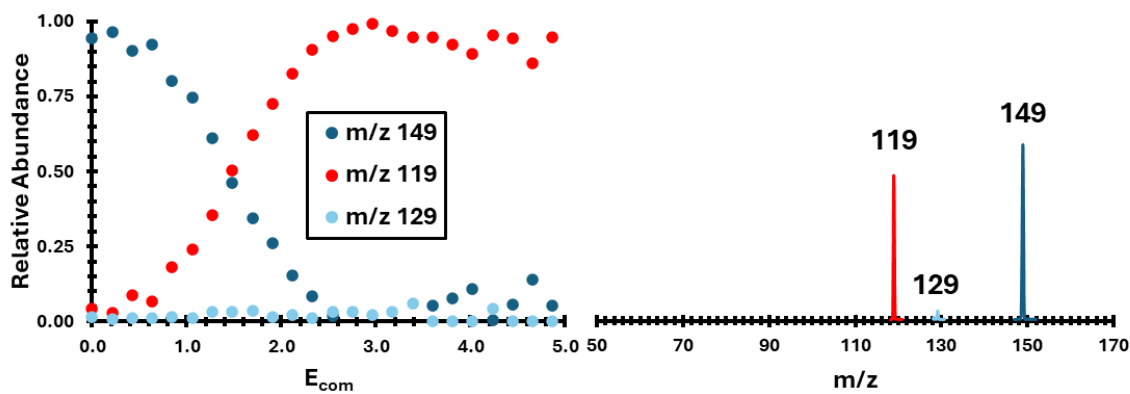 Relative Abundance
1.00
0.75
0.50
0.25
0.00
m/z 149
m/z 119
m/z 129
0.0 1.0 2.0 3.0 4.0 5.0
E_com
119
129
149
50 70 90 110 130 150 170
m/z